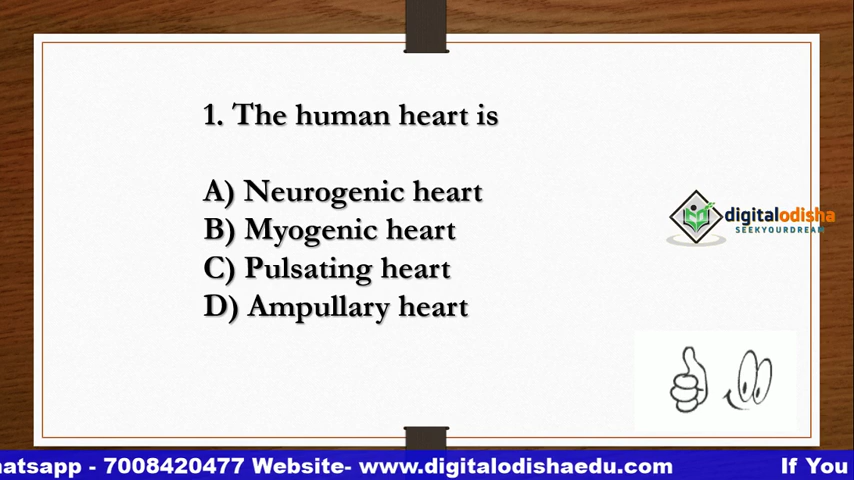 1. The human heart is
A) Neurogenic heart
B) Myogenic heart
C) Pulsating heart
D) Ampullary heart
digitalodisha
SEEKYOURDREAM
hatsapp - 7008420477 Website- www.digitalodishaedu.com If You